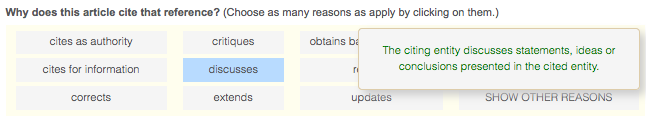 Why does this article cite that reference? (Choose as many reasons as apply by clicking on them.)
cites as authority critiques obtains ba
The citing entity discusses statements, ideas or
conclusions presented in the cited entity.
cites for information discusses
corrects extends updates SHOW OTHER REASONS